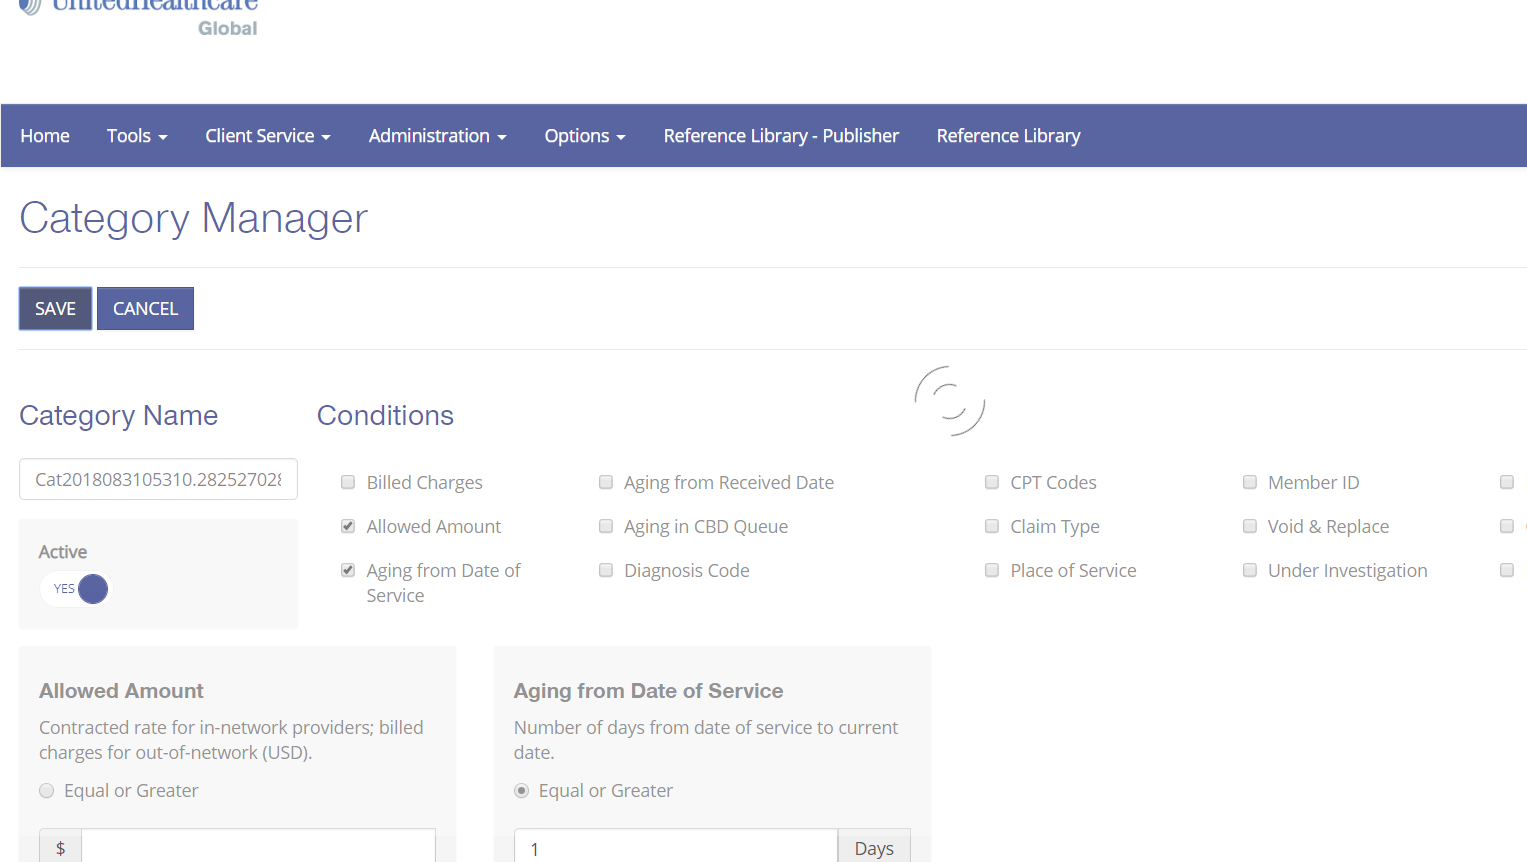 UnitedHealthcare
Global
Home Tools Client Service Administration Options Reference Library - Publisher Reference Library
Category Manager
SAVE CANCEL
Category Name Conditions
Cat2018083105310.28252702
Billed Charges Aging from Received Date CPT Codes Member ID
Allowed Amount Aging in CBD Queue Claim Type Void & Replace
Active
Aging from Date of Service Diagnosis Code Place of Service Under Investigation
YES
Allowed Amount Aging from Date of Service
Contracted rate for in-network providers; billed
charges for out-of-network (USD).
Number of days from date of service to current
date.
Equal or Greater Equal or Greater
$ 1 Days